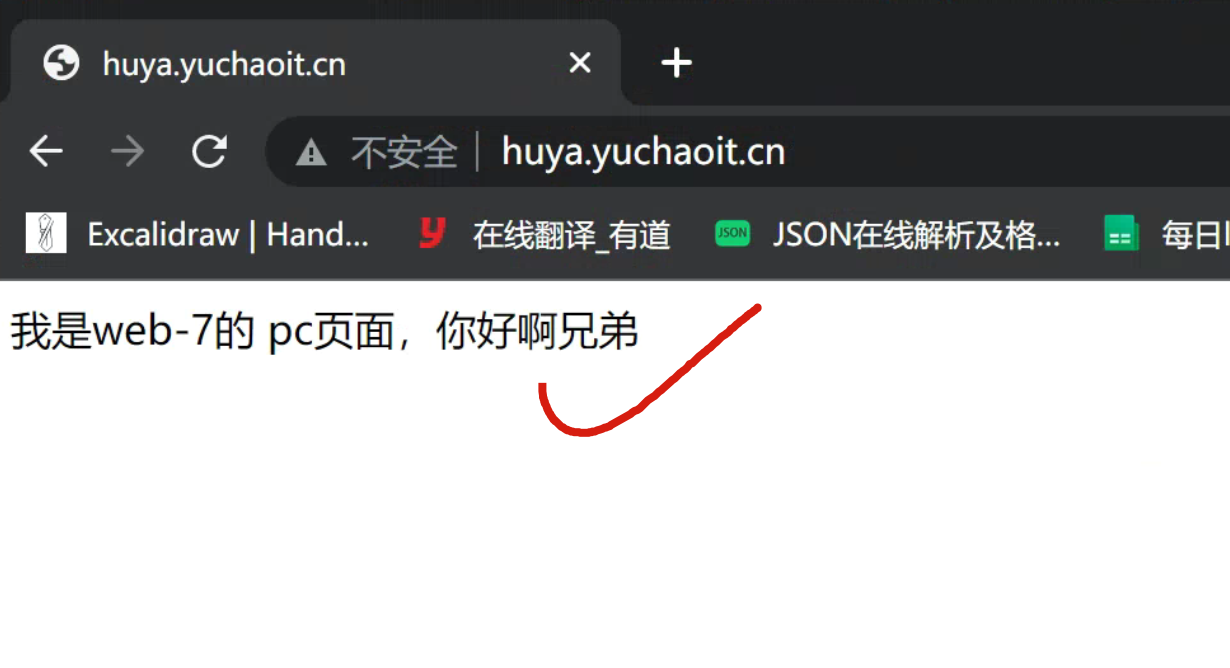 huya.yuchaoit.cn
不安全 huya.yuchaoit.cn
Excalidraw | Hand... 在线翻译_有道 JSON JSON在线解析及格... 每日
我是web-7的 pc页面，你好啊兄弟